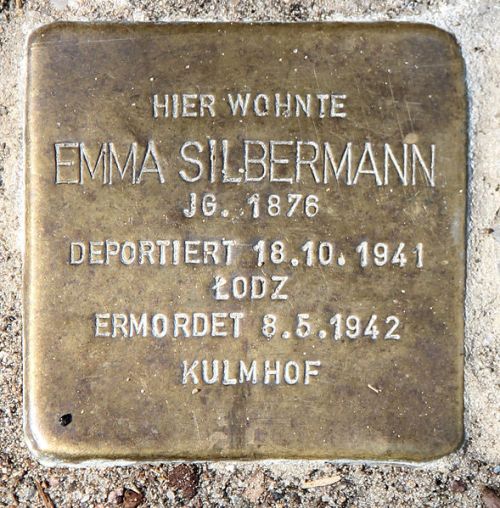 HIER WOHNTE
EMMA SILBERMANN
JG. 1876
DEPORTIERT 18.10.1941
ŁODZ
ERMORDET 8.5.1942
KULMHOF